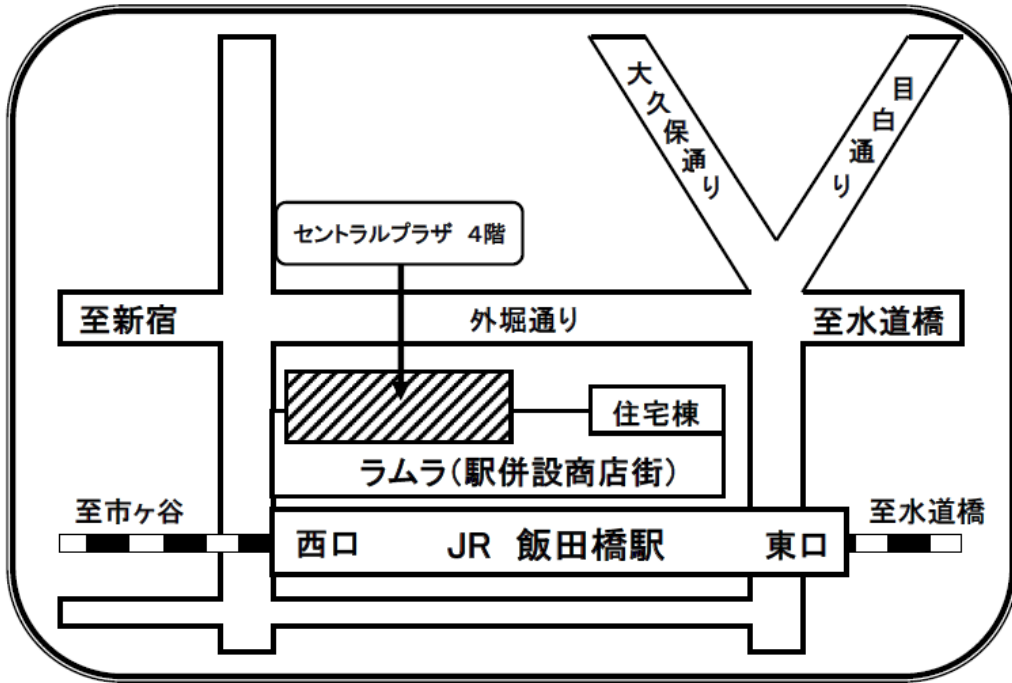 大久保通り
目白通り
セントラルプラザ 4階
至新宿
外堀通り
至水道橋
住宅棟
ラムラ(駅併設商店街)
至市ヶ谷
至水道橋
西口
JR 飯田橋駅
東口